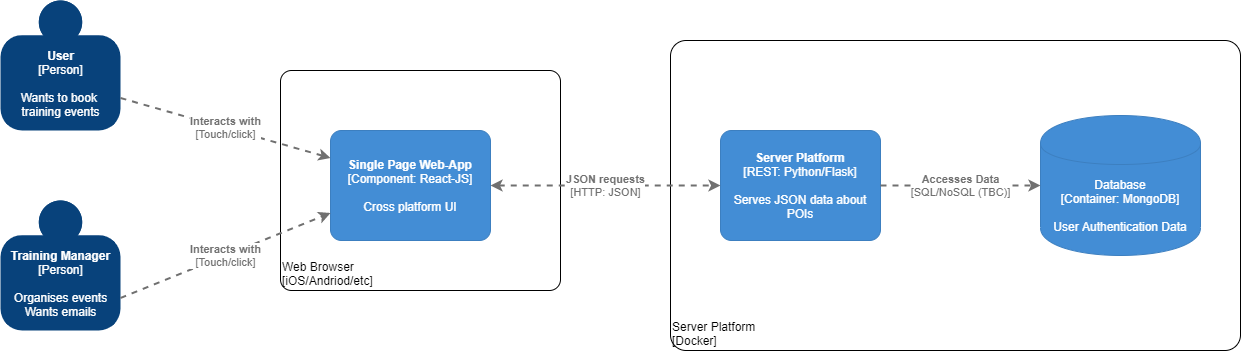 User
[Person]
Wants to book
training events
Interacts with
[Touch/click]
Training Manager
[Person]
Organises events
Wants emails
Interacts with
[Touch/click]
Single Page Web-App
[Component: React-JS]
Cross platform UI
Web Browser
[iOS/Andriod/etc]
JSON requests
[HTTP: JSON]
Server Platform
[REST: Python/Flask]
Serves JSON data about
POIs
Accesses Data
[SQL/NoSQL (TBC)]
Database
[Container: MongoDB]
User Authentication Data
Server Platform
[Docker]